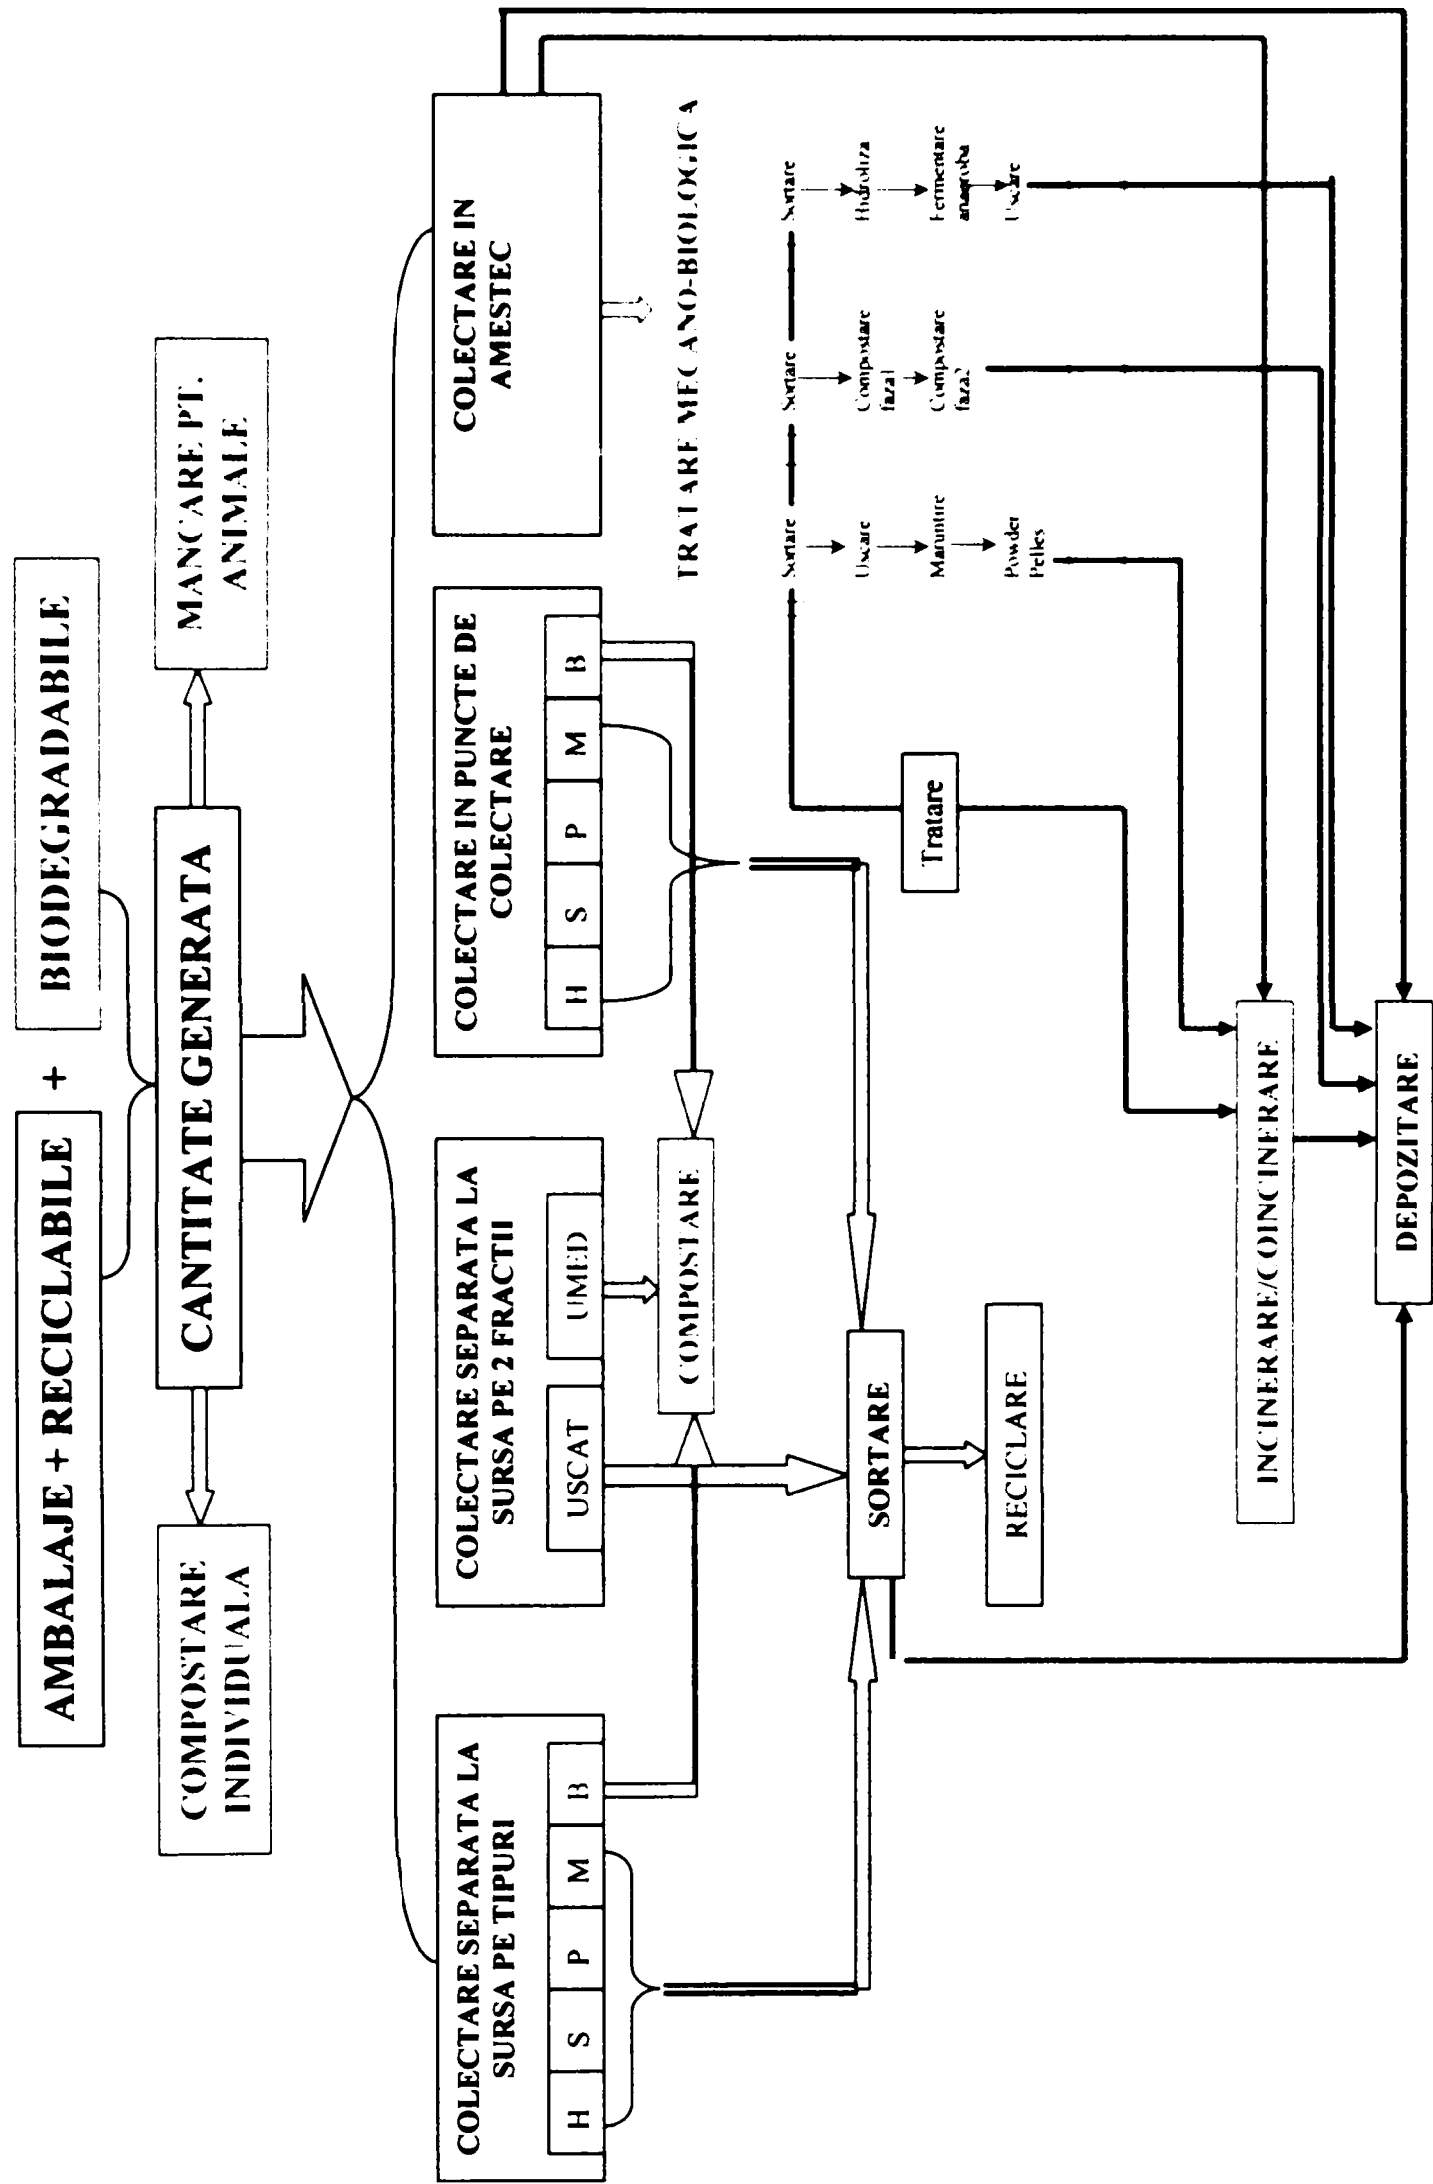 AMBALAJE + RECICLABILE
+
BIODEGRADABILE
COMPOSTARE
INDIVIDUALA
CANTITATE GENERATA
MANCARE PT.
ANIMALE
COLECTARE SEPARATA LA
SURSA PE TIPURI
H S P M B
COLECTARE SEPARATA LA
SURSA PE 2 FRACTII
USCAT UMED
COLECTARE IN PUNCTE DE
COLECTARE
H S P M B
COLECTARE IN
AMESTEC
COMPOSTARE
TRATARE MECANO-BIOLOGICA
Sortare Sortare Sortare
Uscare
Maruntire
Powder
Pelles
Compostare
faza1
Compostare
faza2
Hidroliza
Fermentare
anaeroba
Uscare
SORTARE
Tratare
RECICLARE
INCINERARE/COINCINERARE
DEPOZITARE